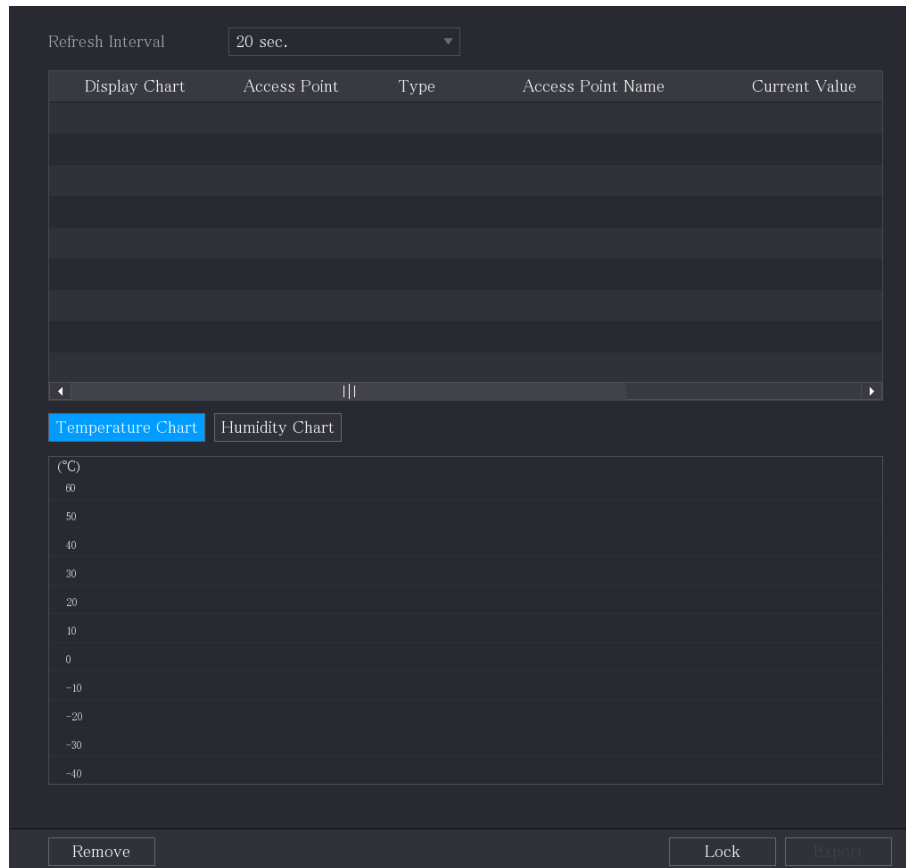 Refresh Interval 20 sec.
Display Chart Access Point Type Access Point Name Current Value
Temperature Chart Humidity Chart
(°C)
60
50
40
30
20
10
0
-10
-20
-30
-40
Remove Lock Export